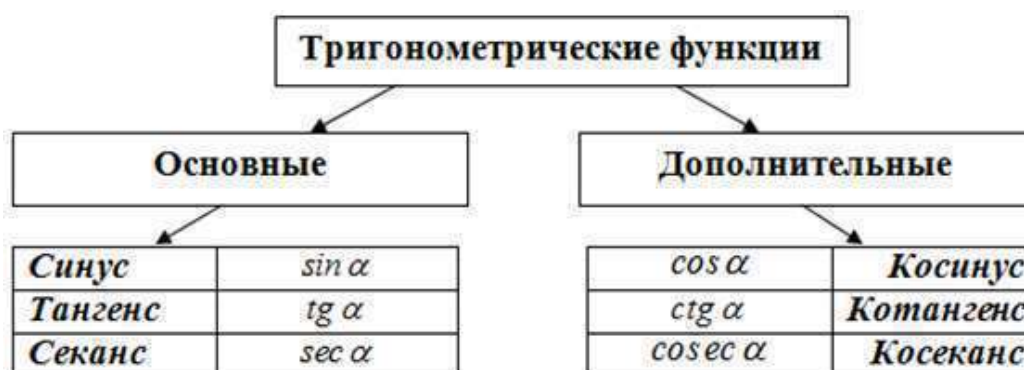 Тригонометрические функции
Основные
Дополнительные
Синус sin α cos α Косинус
Тангенс tg α ctg α Котангенс
Секанс sec α cosec α Косеканс